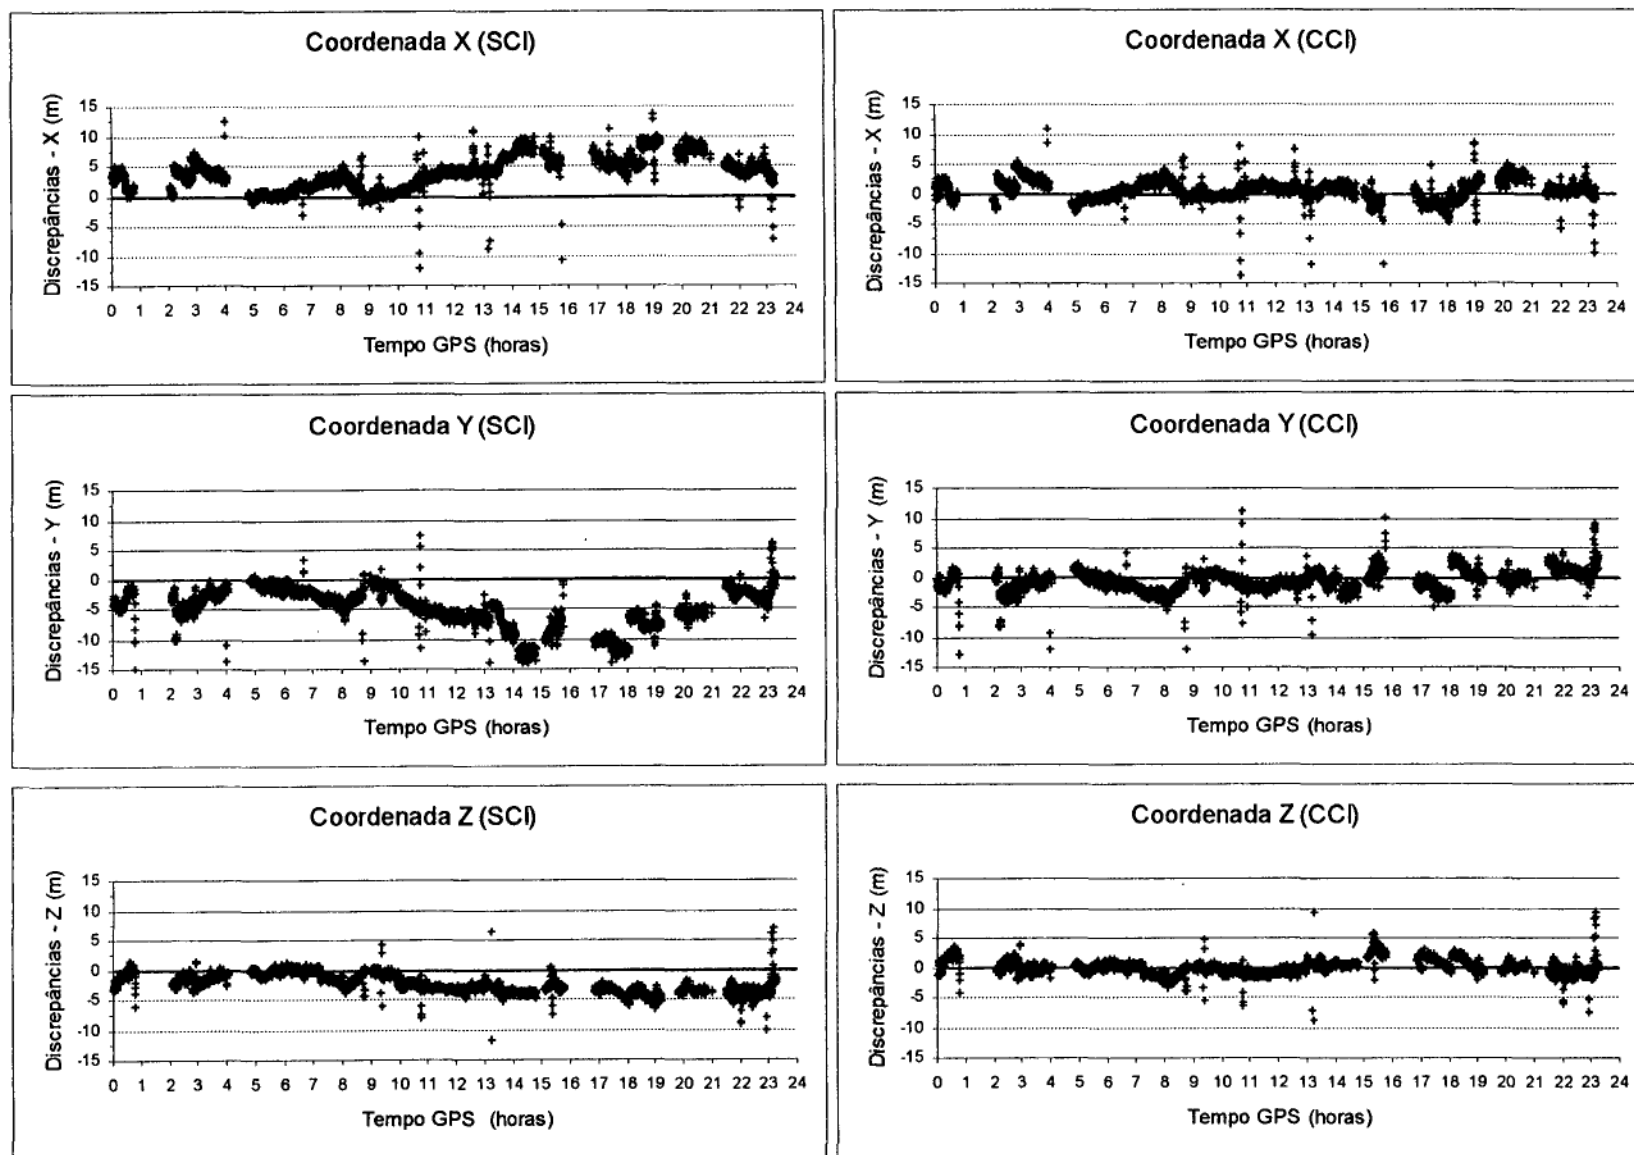 Coordenada X (SCI)
Discrepâncias - X (m)
15
10
5
0
-5
-10
-15
0 1 2 3 4 5 6 7 8 9 10 11 12 13 14 15 16 17 18 19 20 21 22 23 24
Tempo GPS (horas)
Coordenada X (CCI)
Discrepâncias - X (m)
15
10
5
0
-5
-10
-15
0 1 2 3 4 5 6 7 8 9 10 11 12 13 14 15 16 17 18 19 20 21 22 23 24
Tempo GPS (horas)
Coordenada Y (SCI)
Discrepâncias - Y (m)
15
10
5
0
-5
-10
-15
0 1 2 3 4 5 6 7 8 9 10 11 12 13 14 15 16 17 18 19 20 21 22 23 24
Tempo GPS (horas)
Coordenada Y (CCI)
Discrepâncias - Y (m)
15
10
5
0
-5
-10
-15
0 1 2 3 4 5 6 7 8 9 10 11 12 13 14 15 16 17 18 19 20 21 22 23 24
Tempo GPS (horas)
Coordenada Z (SCI)
Discrepâncias - Z (m)
15
10
5
0
-5
-10
-15
0 1 2 3 4 5 6 7 8 9 10 11 12 13 14 15 16 17 18 19 20 21 22 23 24
Tempo GPS (horas)
Coordenada Z (CCI)
Discrepâncias - Z (m)
15
10
5
0
-5
-10
-15
0 1 2 3 4 5 6 7 8 9 10 11 12 13 14 15 16 17 18 19 20 21 22 23 24
Tempo GPS (horas)